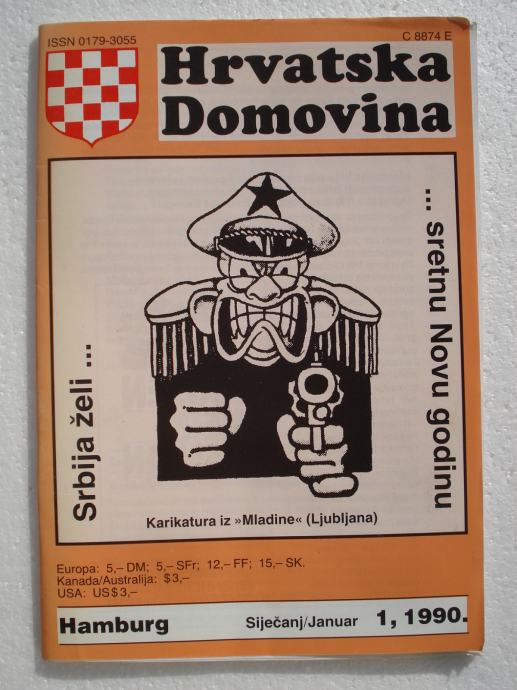 ISSN 0179-3055
C 8874 E
Hrvatska
Domovina
Srbija želi ...
... sretnu Novu godinu
Karikatura iz »Mladine« (Ljubljana)
Europa: 5,– DM; 5,– SFr; 12,– FF; 15,– SK.
Kanada/Australija: $ 3,–
USA: US $ 3,–
Hamburg Siječanj/Januar 1, 1990.